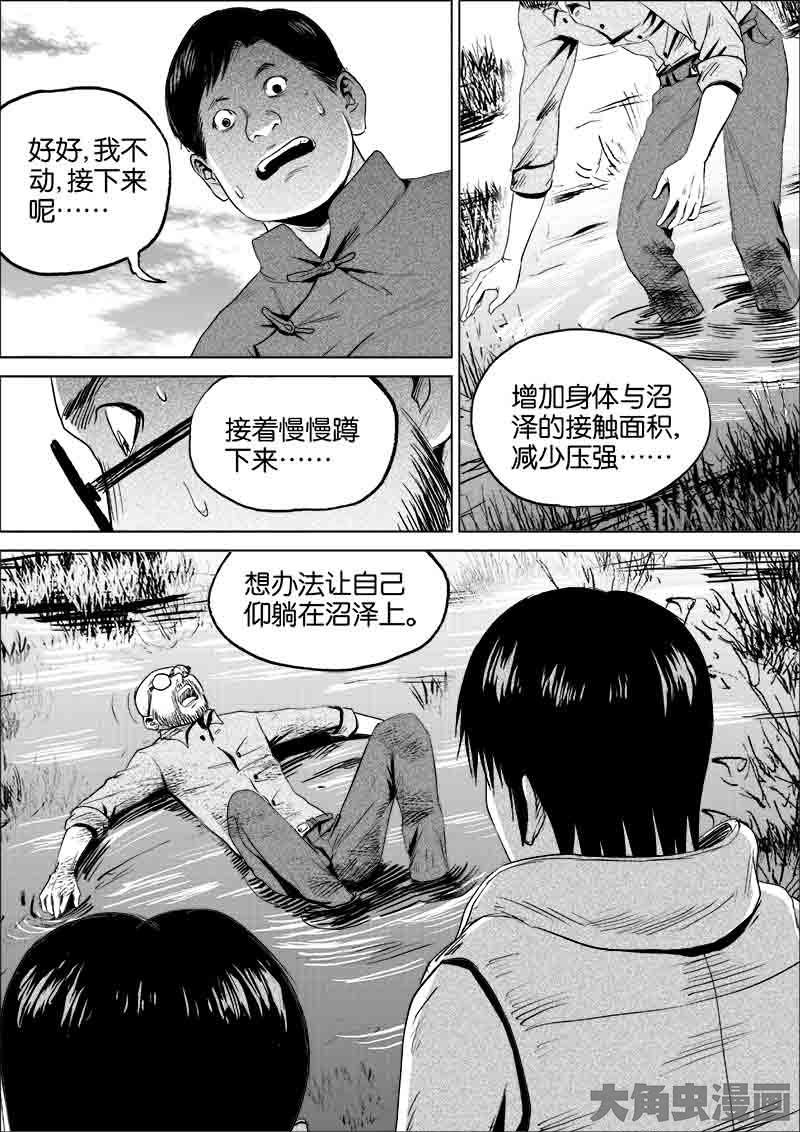 好好，我不
动，接下来
呢……
接着慢慢蹲
下来……
增加身体与沼
泽的接触面积，
减少压强……
想办法让自己
仰躺在沼泽上。
大角虫漫画